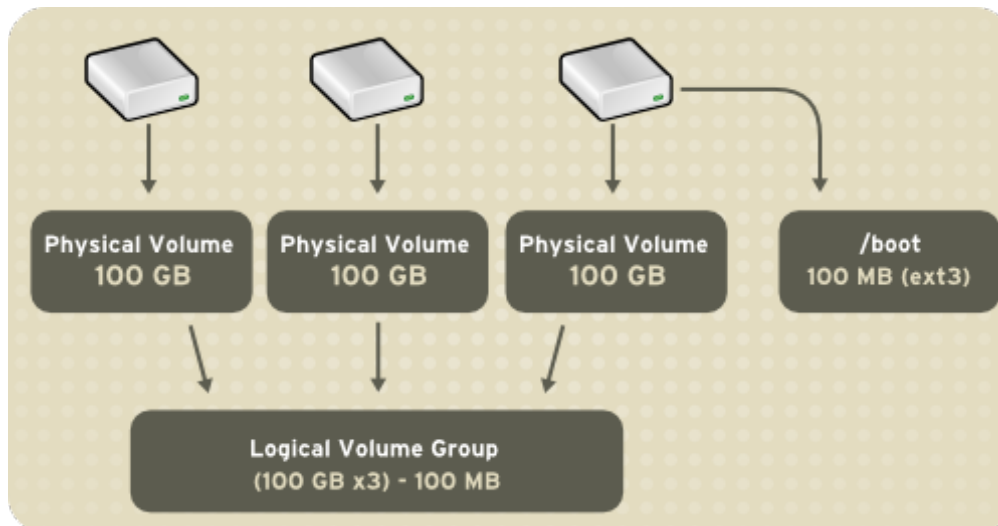 Physical Volume
100 GB
Physical Volume
100 GB
Physical Volume
100 GB
/boot
100 MB (ext3)
Logical Volume Group
(100 GB x3) - 100 MB